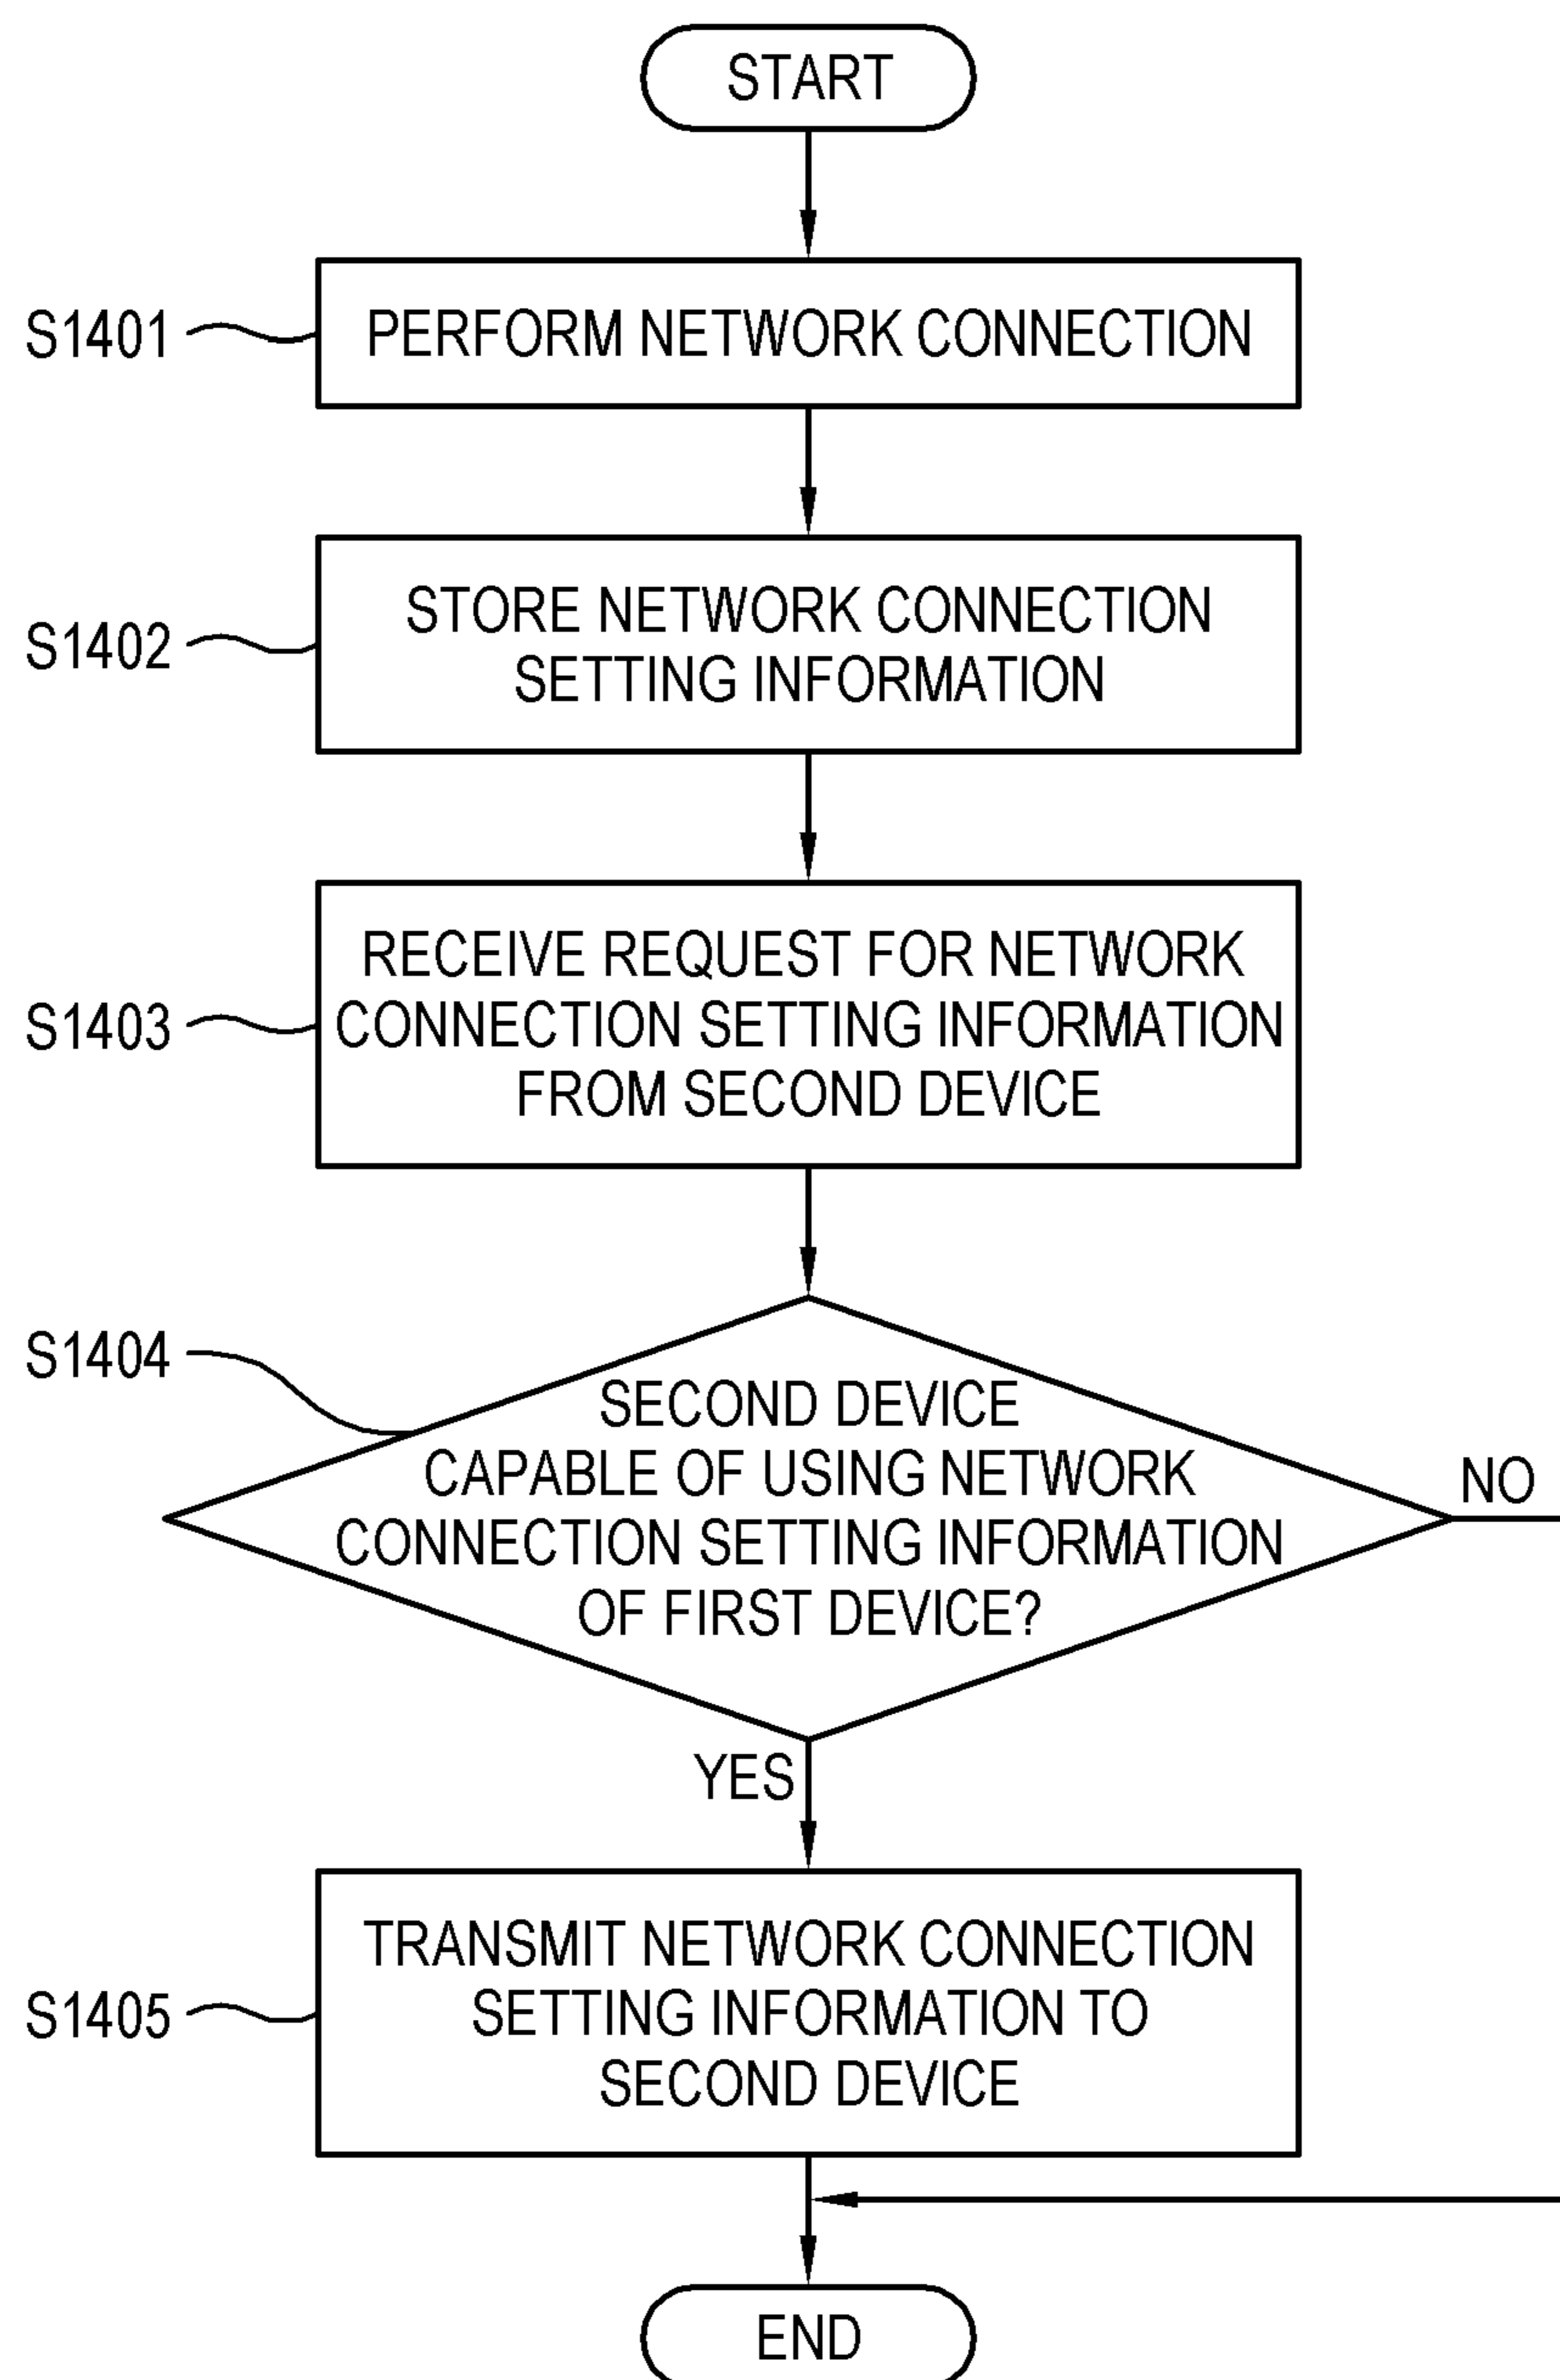 START
S1401
PERFORM NETWORK CONNECTION
S1402
STORE NETWORK CONNECTION
SETTING INFORMATION
S1403
RECEIVE REQUEST FOR NETWORK
CONNECTION SETTING INFORMATION
FROM SECOND DEVICE
S1404
SECOND DEVICE
CAPABLE OF USING NETWORK
CONNECTION SETTING INFORMATION
OF FIRST DEVICE?
NO
YES
S1405
TRANSMIT NETWORK CONNECTION
SETTING INFORMATION TO
SECOND DEVICE
END